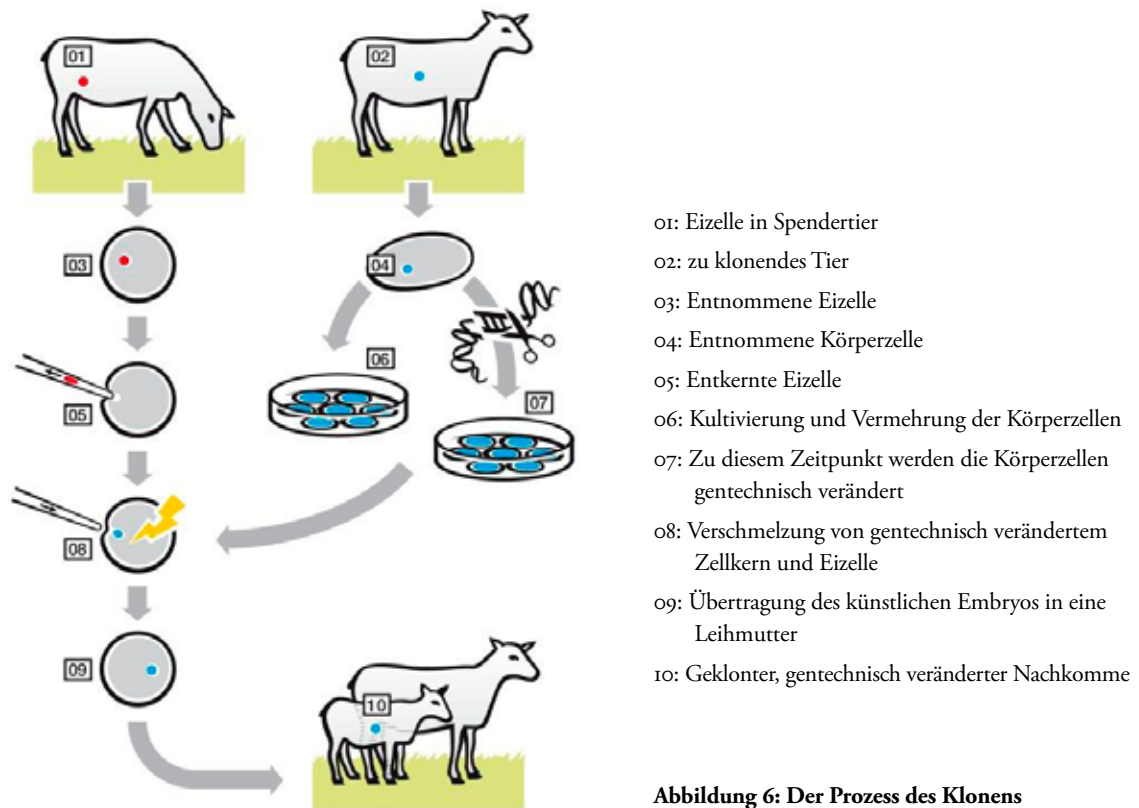 01
02
03
04
05
06
07
08
09
10
01: Eizelle in Spendertier
02: zu klonendes Tier
03: Entnommene Eizelle
04: Entnommene Körperzelle
05: Entkernte Eizelle
06: Kultivierung und Vermehrung der Körperzellen
07: Zu diesem Zeitpunkt werden die Körperzellen
gentechnisch verändert
08: Verschmelzung von gentechnisch verändertem
Zellkern und Eizelle
09: Übertragung des künstlichen Embryos in eine
Leihmutter
10: Geklonter, gentechnisch veränderter Nachkomme
Abbildung 6: Der Prozess des Klonens